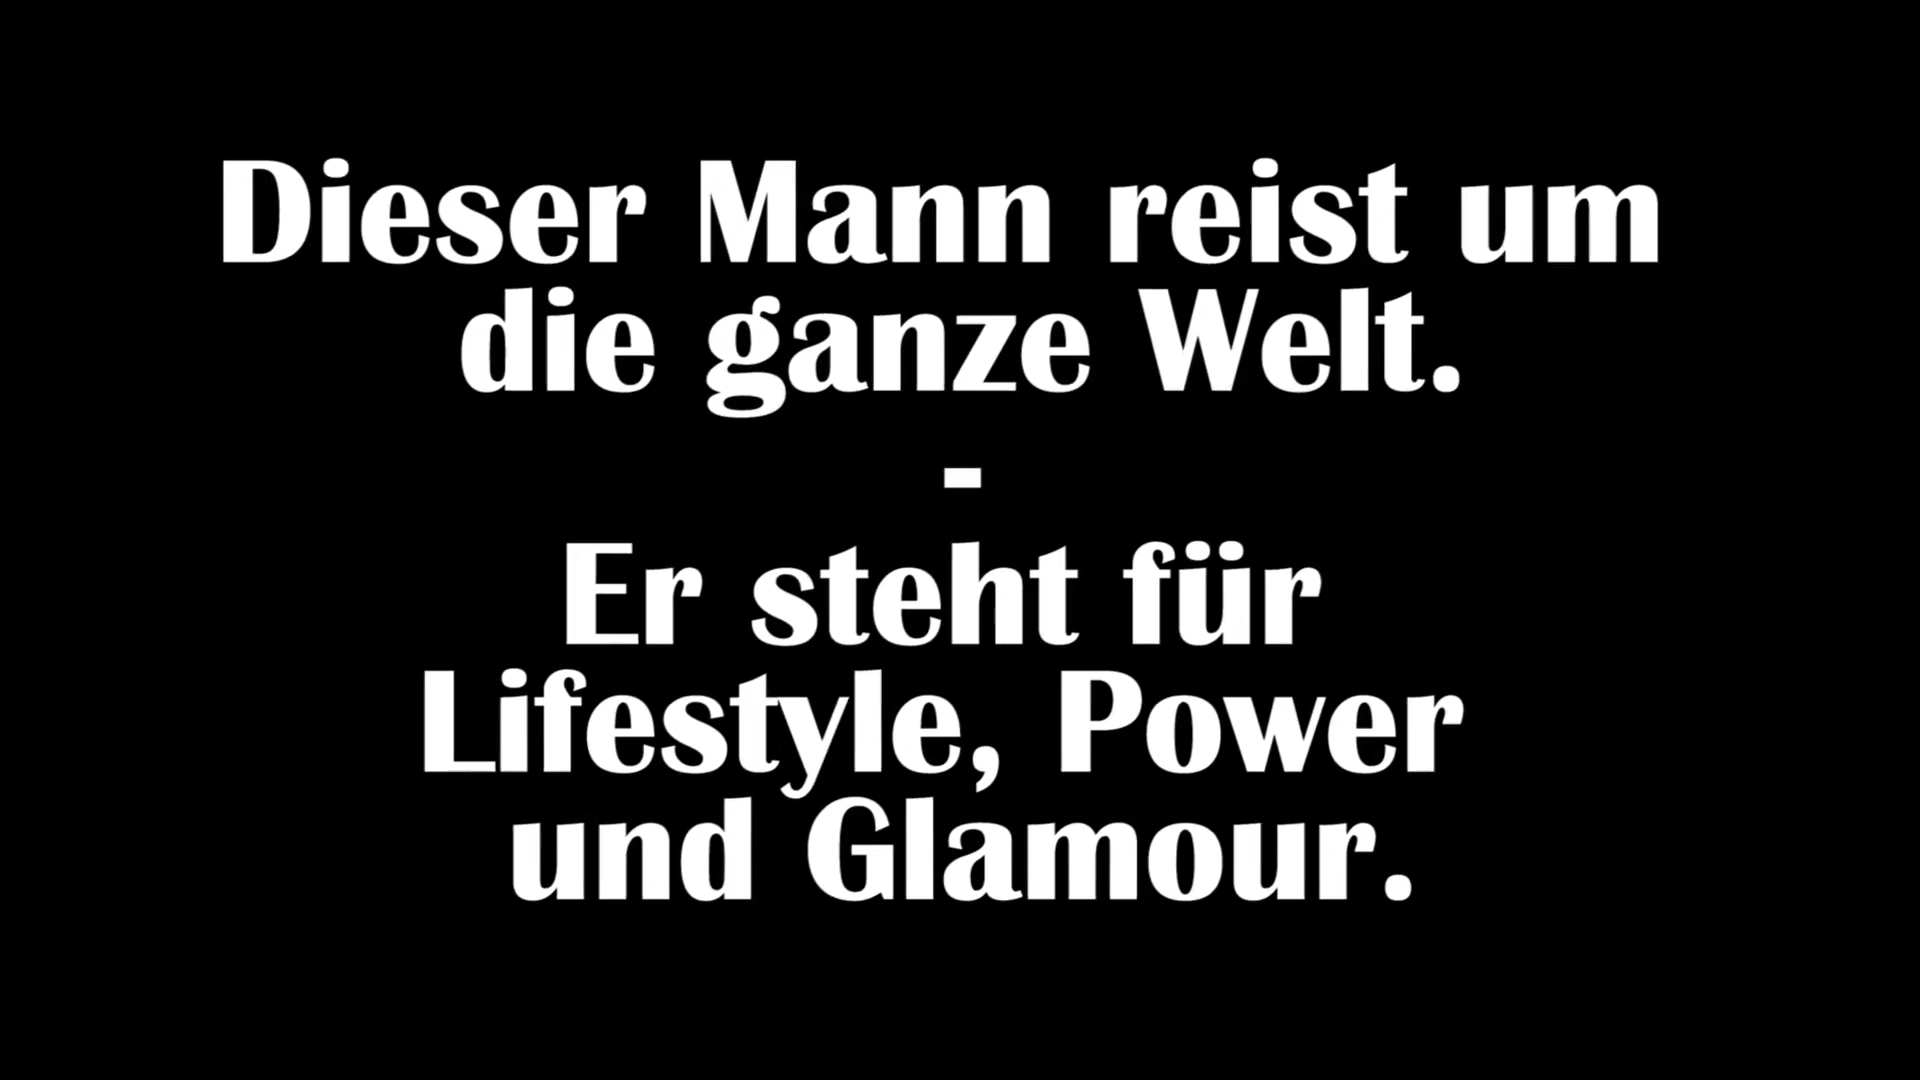 Dieser Mann reist um
die ganze Welt.
-
Er steht für
Lifestyle, Power
und Glamour.